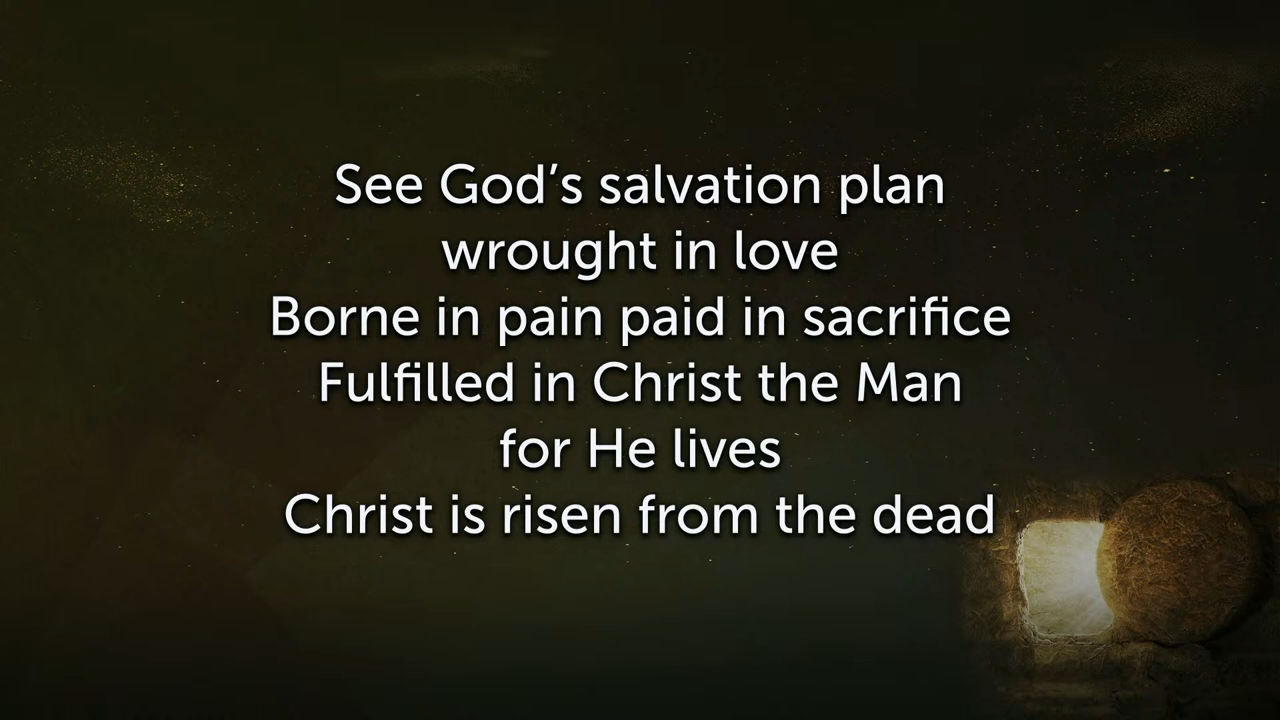 See God’s salvation plan
wrought in love
Borne in pain paid in sacrifice
Fulfilled in Christ the Man
for He lives
Christ is risen from the dead